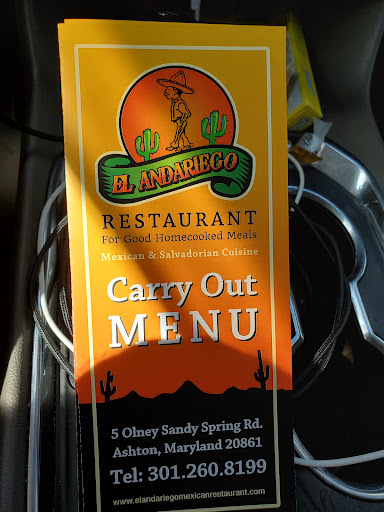 EL ANDARIEGO
RESTAURANT
For Good Homecooked Meals
Mexican & Salvadorian Cuisine
Carry Out
MENU
5 Olney Sandy Spring Rd.
Ashton, Maryland 20861
Tel: 301.260.8199
www.elandariegomexicanrestaurant.com